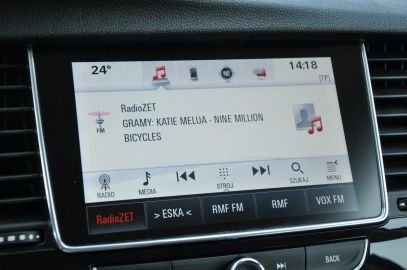 24°
NE
14:18
[TP]
FM
RadioZET
GRAMY: KATIE MELUA - NINE MILLION
BICYCLES
RADIO
MEDIA
STROJ
SZUKAJ
MENU
RadioZET
> ESKA <
RMF FM
RMF
VOX FM
BACK